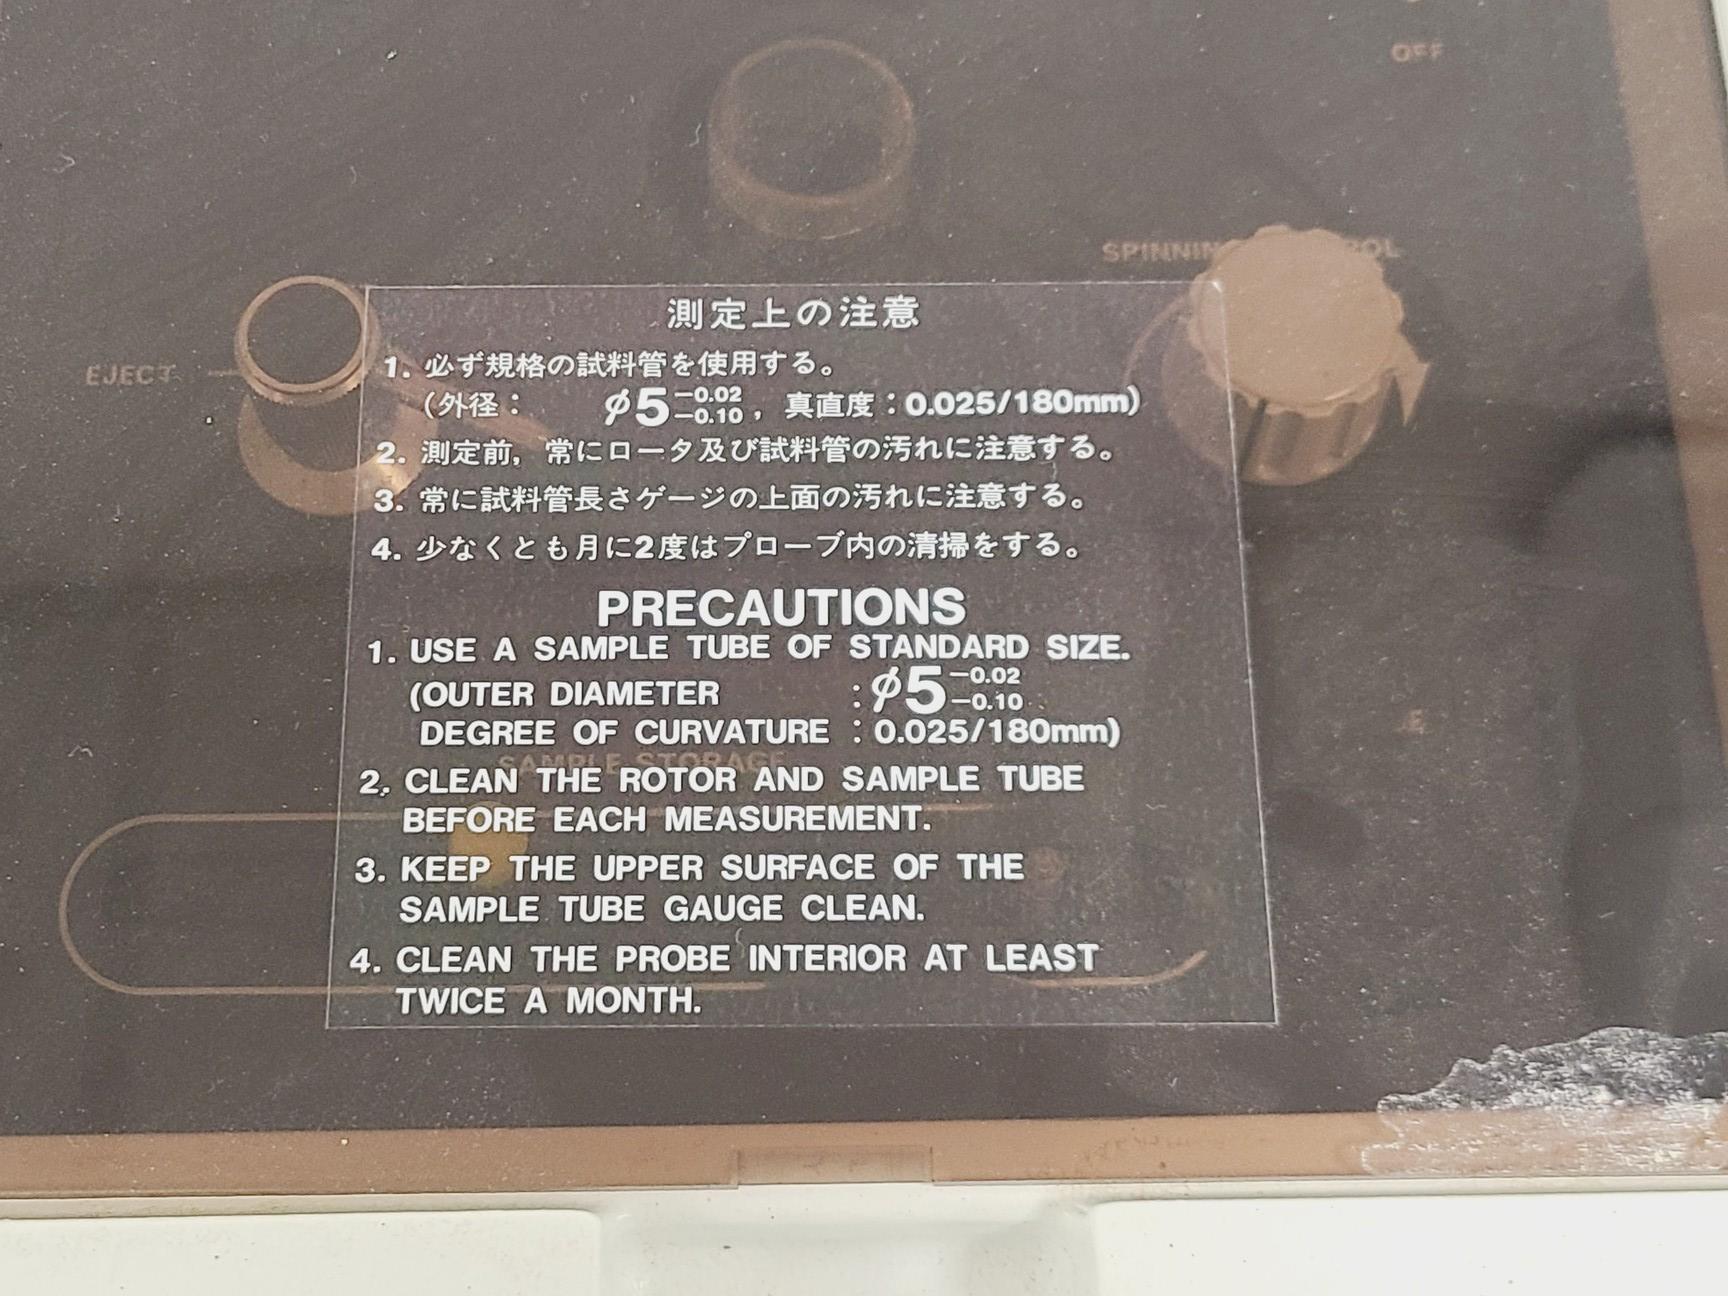 OFF
SPINNIN ROL
EJECT
測定上の注意
1. 必ず規格の試料管を使用する。
(外径: φ5 −0.02 −0.10, 真直度:0.025/180mm)
2. 測定前, 常にロータ及び試料管の汚れに注意する。
3. 常に試料管長さゲージの上面の汚れに注意する。
4. 少なくとも月に2度はプローブ内の清掃をする。
PRECAUTIONS
1. USE A SAMPLE TUBE OF STANDARD SIZE.
(OUTER DIAMETER : φ5 −0.02 −0.10
DEGREE OF CURVATURE : 0.025/180mm)
SAMPLE STORAGE
2. CLEAN THE ROTOR AND SAMPLE TUBE
BEFORE EACH MEASUREMENT.
3. KEEP THE UPPER SURFACE OF THE
SAMPLE TUBE GAUGE CLEAN.
4. CLEAN THE PROBE INTERIOR AT LEAST
TWICE A MONTH.